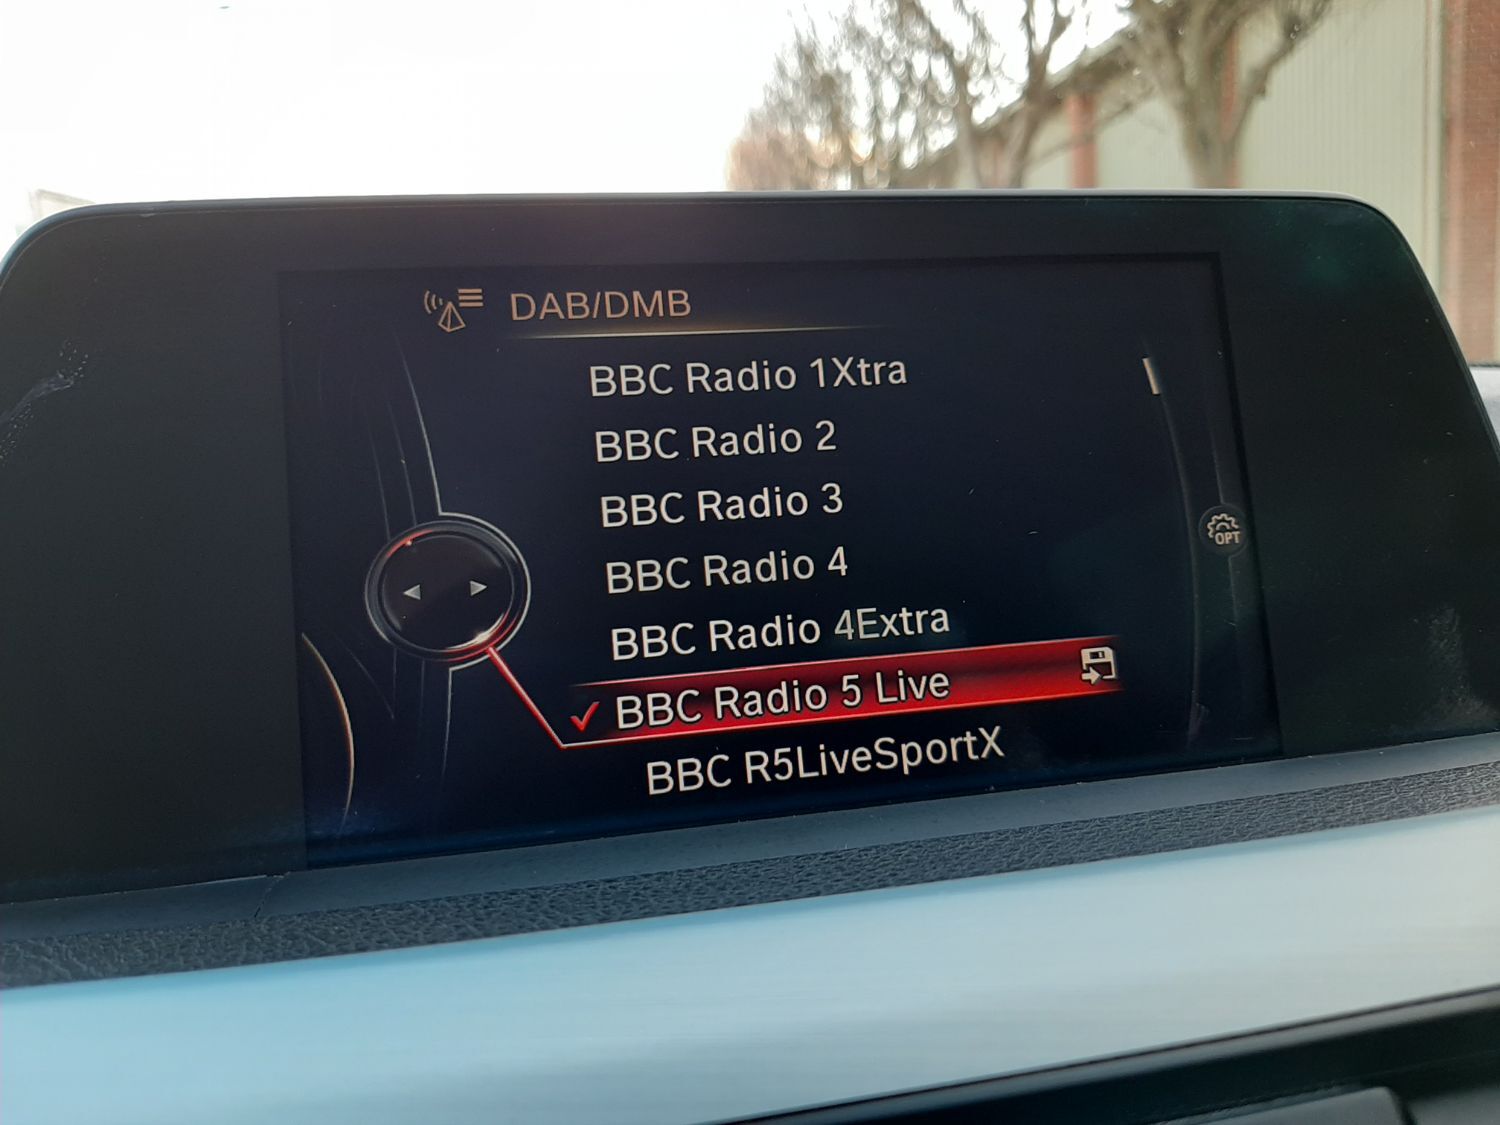 DAB/DMB
BBC Radio 1Xtra
BBC Radio 2
BBC Radio 3
BBC Radio 4
BBC Radio 4Extra
BBC Radio 5 Live
BBC R5LiveSportX
OPT